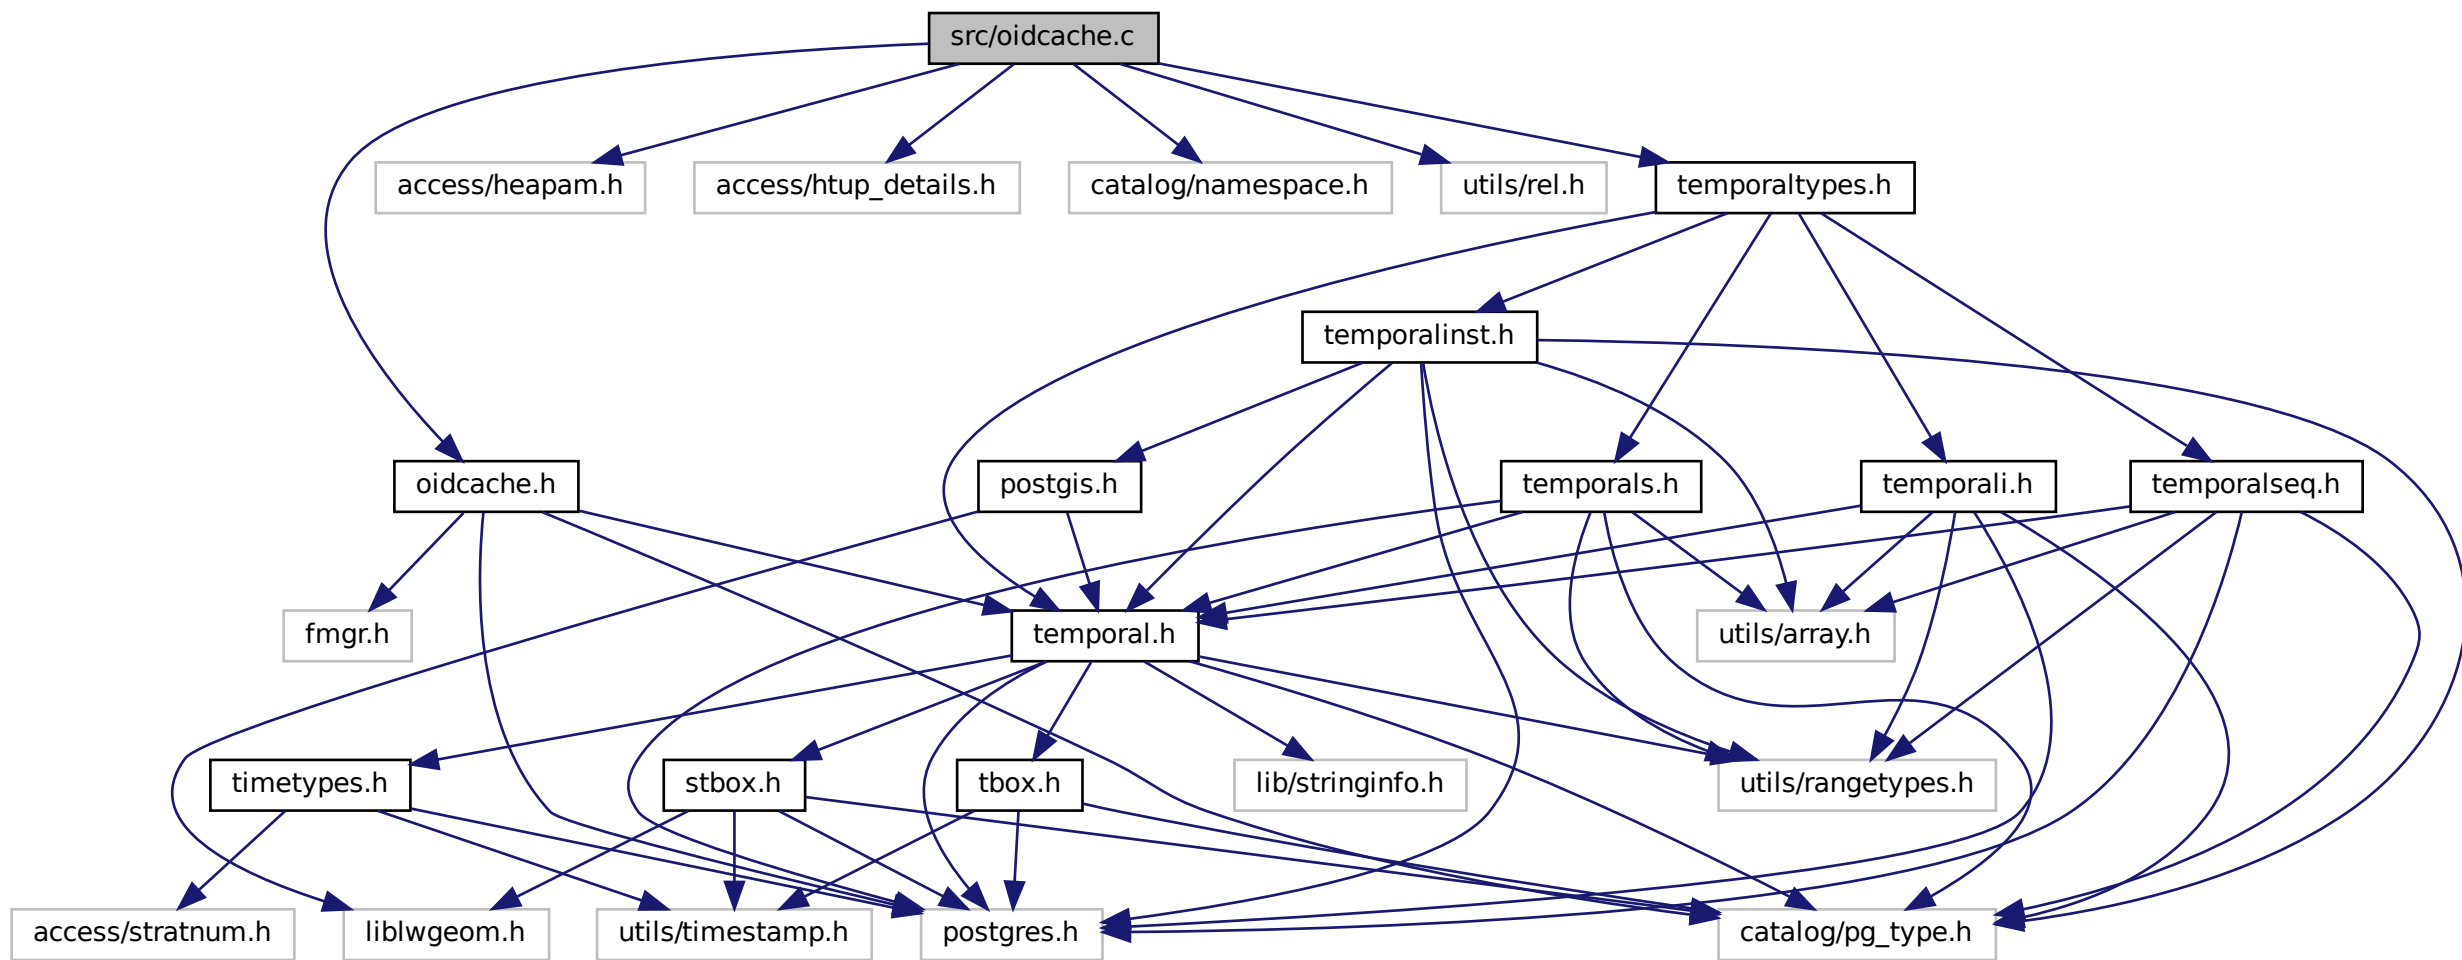 src/oidcache.c
access/heapam.h
access/htup_details.h
catalog/namespace.h
utils/rel.h
temporaltypes.h
temporalinst.h
oidcache.h
postgis.h
temporals.h
temporali.h
temporalseq.h
fmgr.h
temporal.h
utils/array.h
timetypes.h
stbox.h
tbox.h
lib/stringinfo.h
utils/rangetypes.h
access/stratnum.h
liblwgeom.h
utils/timestamp.h
postgres.h
catalog/pg_type.h